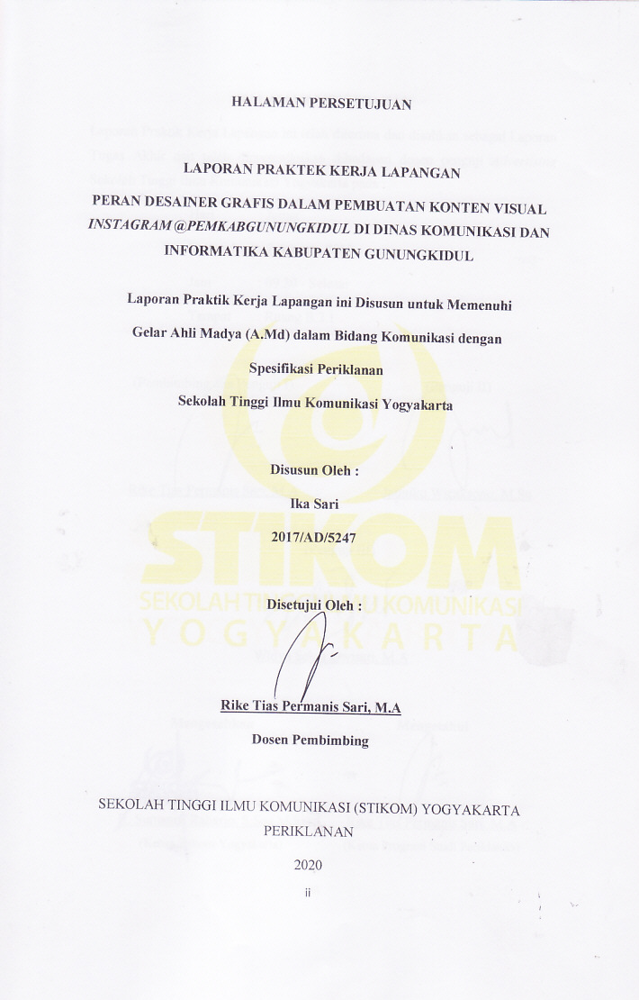 HALAMAN PERSETUJUAN
LAPORAN PRAKTEK KERJA LAPANGAN
PERAN DESAINER GRAFIS DALAM PEMBUATAN KONTEN VISUAL
INSTAGRAM @PEMKABGUNUNGKIDUL DI DINAS KOMUNIKASI DAN
INFORMATIKA KABUPATEN GUNUNGKIDUL
Laporan Praktik Kerja Lapangan ini Disusun untuk Memenuhi
Gelar Ahli Madya (A.Md) dalam Bidang Komunikasi dengan
Spesifikasi Periklanan
Sekolah Tinggi Ilmu Komunikasi Yogyakarta
Disusun Oleh :
Ika Sari
2017/AD/5247
STIKOM
SEKOLAH TINGGI ILMU KOMUNIKASI
YOGYAKARTA
Disetujui Oleh :
Rike Tias Permanis Sari, M.A
Dosen Pembimbing
SEKOLAH TINGGI ILMU KOMUNIKASI (STIKOM) YOGYAKARTA
PERIKLANAN
2020
ii